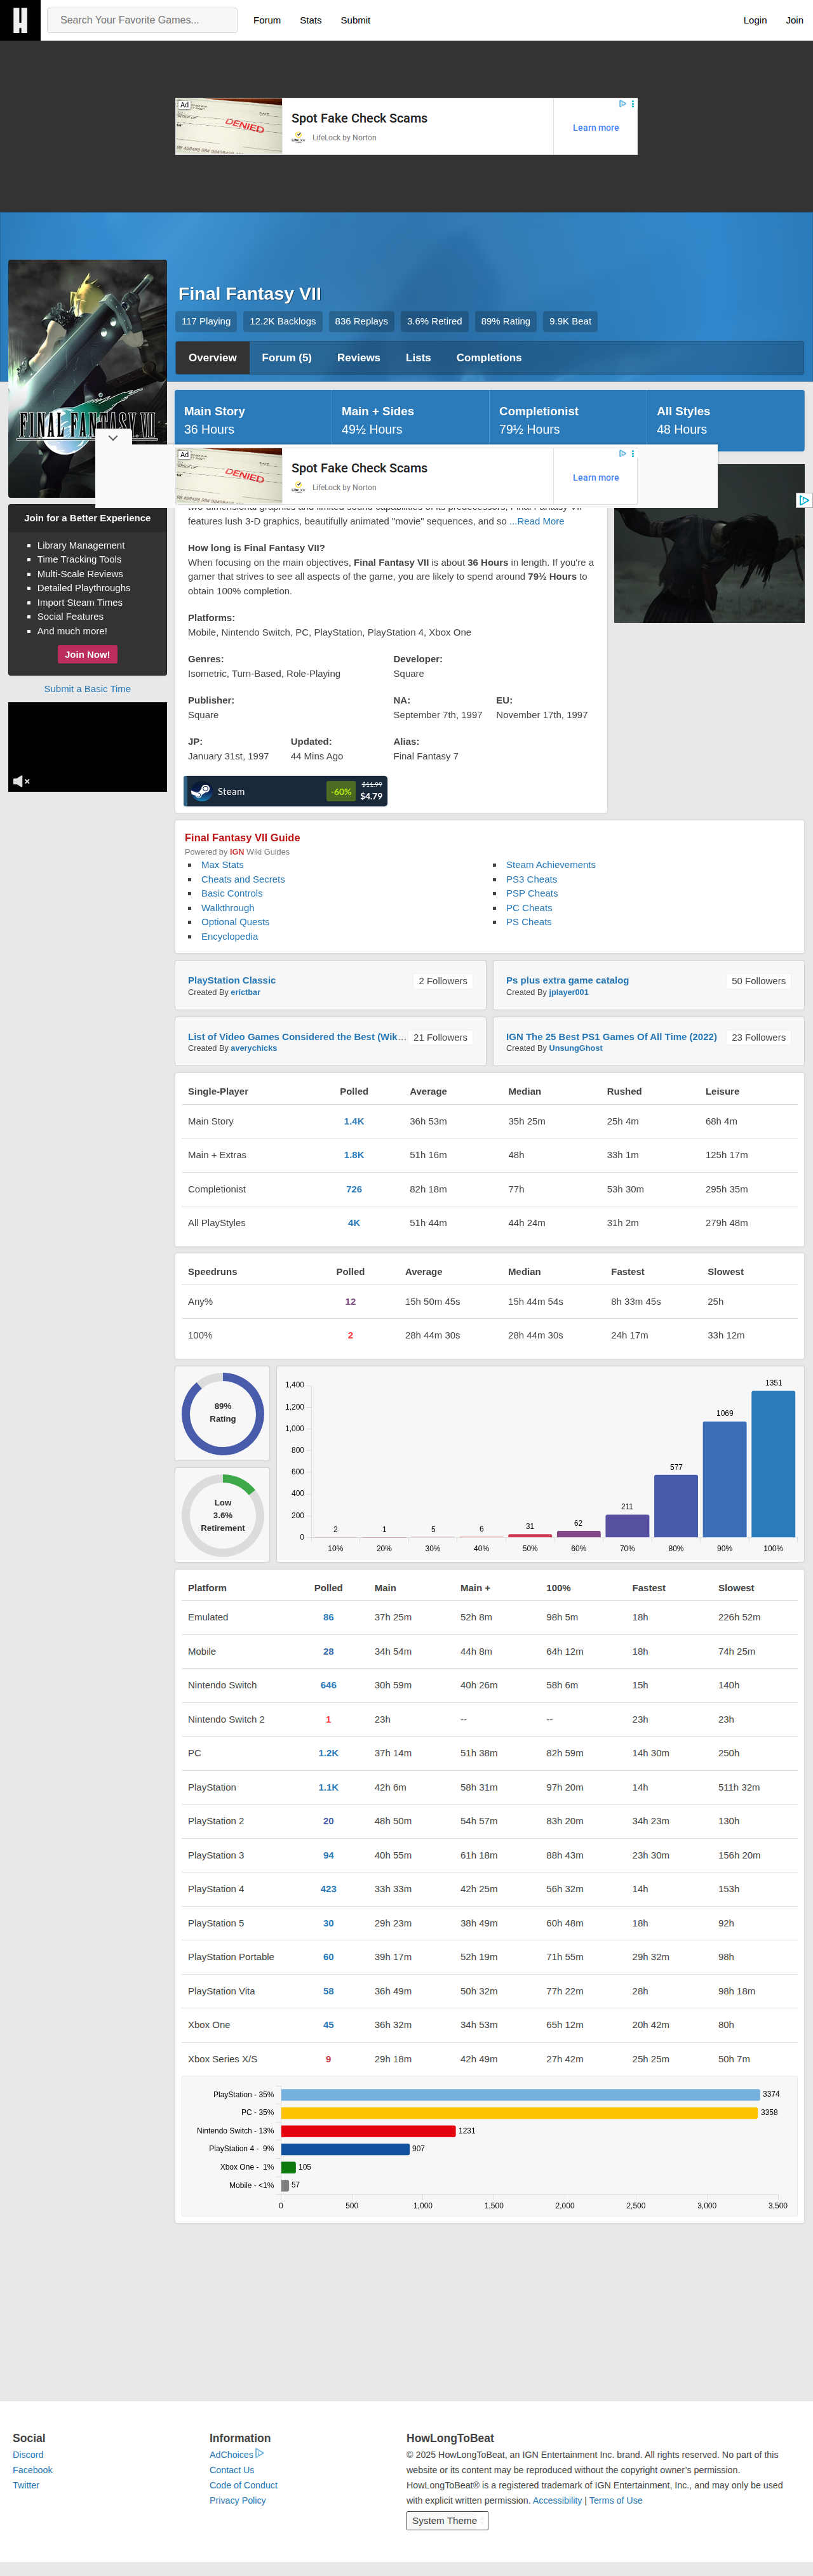 H
Search Your Favorite Games...
Forum
Stats
Submit
Login
Join
Ad
DENIED
Spot Fake Check Scams
LifeLock by Norton
Learn more
Final Fantasy VII
117 Playing
12.2K Backlogs
836 Replays
3.6% Retired
89% Rating
9.9K Beat
Overview
Forum (5)
Reviews
Lists
Completions
FINAL FANTASY VII
Main Story
36 Hours
Main + Sides
49½ Hours
Completionist
79½ Hours
All Styles
48 Hours
Ad
DENIED
Spot Fake Check Scams
LifeLock by Norton
Learn more
Join for a Better Experience
Library Management
Time Tracking Tools
Multi-Scale Reviews
Detailed Playthroughs
Import Steam Times
Social Features
And much more!
Join Now!
Submit a Basic Time
two-dimensional graphics and limited sound capabilities of its predecessors, Final Fantasy VII
features lush 3-D graphics, beautifully animated "movie" sequences, and so ...Read More
How long is Final Fantasy VII?
When focusing on the main objectives, Final Fantasy VII is about 36 Hours in length. If you're a
gamer that strives to see all aspects of the game, you are likely to spend around 79½ Hours to
obtain 100% completion.
Platforms:
Mobile, Nintendo Switch, PC, PlayStation, PlayStation 4, Xbox One
Genres:
Isometric, Turn-Based, Role-Playing
Developer:
Square
Publisher:
Square
NA:
September 7th, 1997
EU:
November 17th, 1997
JP:
January 31st, 1997
Updated:
44 Mins Ago
Alias:
Final Fantasy 7
Steam
-60%
$11.99
$4.79
Final Fantasy VII Guide
Powered by IGN Wiki Guides
Max Stats
Cheats and Secrets
Basic Controls
Walkthrough
Optional Quests
Encyclopedia
Steam Achievements
PS3 Cheats
PSP Cheats
PC Cheats
PS Cheats
PlayStation Classic
Created By erictbar
2 Followers
Ps plus extra game catalog
Created By jplayer001
50 Followers
List of Video Games Considered the Best (Wik...
Created By averychicks
21 Followers
IGN The 25 Best PS1 Games Of All Time (2022)
Created By UnsungGhost
23 Followers
Single-Player Polled Average Median Rushed Leisure
Main Story 1.4K 36h 53m 35h 25m 25h 4m 68h 4m
Main + Extras 1.8K 51h 16m 48h 33h 1m 125h 17m
Completionist 726 82h 18m 77h 53h 30m 295h 35m
All PlayStyles 4K 51h 44m 44h 24m 31h 2m 279h 48m
Speedruns Polled Average Median Fastest Slowest
Any% 12 15h 50m 45s 15h 44m 54s 8h 33m 45s 25h
100% 2 28h 44m 30s 28h 44m 30s 24h 17m 33h 12m
89%
Rating
Low
3.6%
Retirement
1,400
1,200
1,000
800
600
400
200
0
2 1 5 6 31 62 211 577 1069 1351
10% 20% 30% 40% 50% 60% 70% 80% 90% 100%
Platform Polled Main Main + 100% Fastest Slowest
Emulated 86 37h 25m 52h 8m 98h 5m 18h 226h 52m
Mobile 28 34h 54m 44h 8m 64h 12m 18h 74h 25m
Nintendo Switch 646 30h 59m 40h 26m 58h 6m 15h 140h
Nintendo Switch 2 1 23h -- -- 23h 23h
PC 1.2K 37h 14m 51h 38m 82h 59m 14h 30m 250h
PlayStation 1.1K 42h 6m 58h 31m 97h 20m 14h 511h 32m
PlayStation 2 20 48h 50m 54h 57m 83h 20m 34h 23m 130h
PlayStation 3 94 40h 55m 61h 18m 88h 43m 23h 30m 156h 20m
PlayStation 4 423 33h 33m 42h 25m 56h 32m 14h 153h
PlayStation 5 30 29h 23m 38h 49m 60h 48m 18h 92h
PlayStation Portable 60 39h 17m 52h 19m 71h 55m 29h 32m 98h
PlayStation Vita 58 36h 49m 50h 32m 77h 22m 28h 98h 18m
Xbox One 45 36h 32m 34h 53m 65h 12m 20h 42m 80h
Xbox Series X/S 9 29h 18m 42h 49m 27h 42m 25h 25m 50h 7m
PlayStation - 35% 3374
PC - 35% 3358
Nintendo Switch - 13% 1231
PlayStation 4 - 9% 907
Xbox One - 1% 105
Mobile - <1% 57
0 500 1,000 1,500 2,000 2,500 3,000 3,500
Social
Discord
Facebook
Twitter
Information
AdChoices
Contact Us
Code of Conduct
Privacy Policy
HowLongToBeat
© 2025 HowLongToBeat, an IGN Entertainment Inc. brand. All rights reserved. No part of this
website or its content may be reproduced without the copyright owner's permission.
HowLongToBeat® is a registered trademark of IGN Entertainment, Inc., and may only be used
with explicit written permission. Accessibility | Terms of Use
System Theme